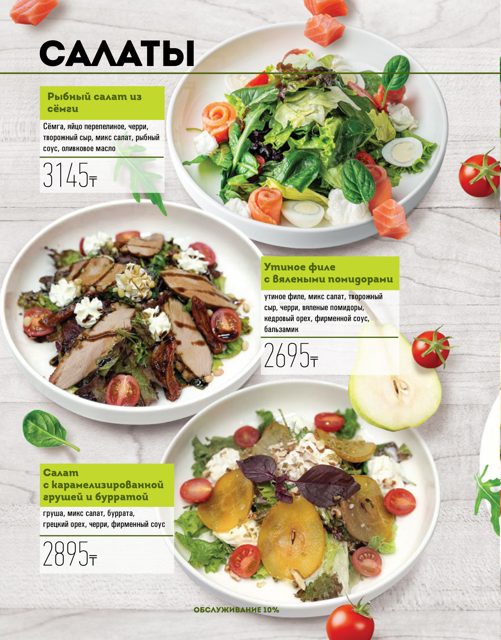 САЛАТЫ
Рыбный салат из
сёмги
Сёмга, яйцо перепелиное, черри,
творожный сыр, микс салат, рыбный
соус, оливковое масло
3145₸
Утиное филе
с вялеными помидорами
утиное филе, микс салат, творожный
сыр, черри, вяленые помидоры,
кедровый орех, фирменной соус,
бальзамин
2695₸
Салат
с карамелизированной
грушей и бурратой
груша, микс салат, буррата,
грецкий орех, черри, фирменный соус
2895₸
ОБСЛУЖИВАНИЕ 10%